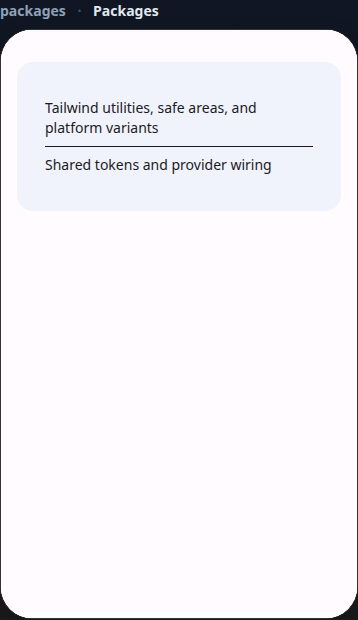 packages · Packages
Tailwind utilities, safe areas, and
platform variants
Shared tokens and provider wiring